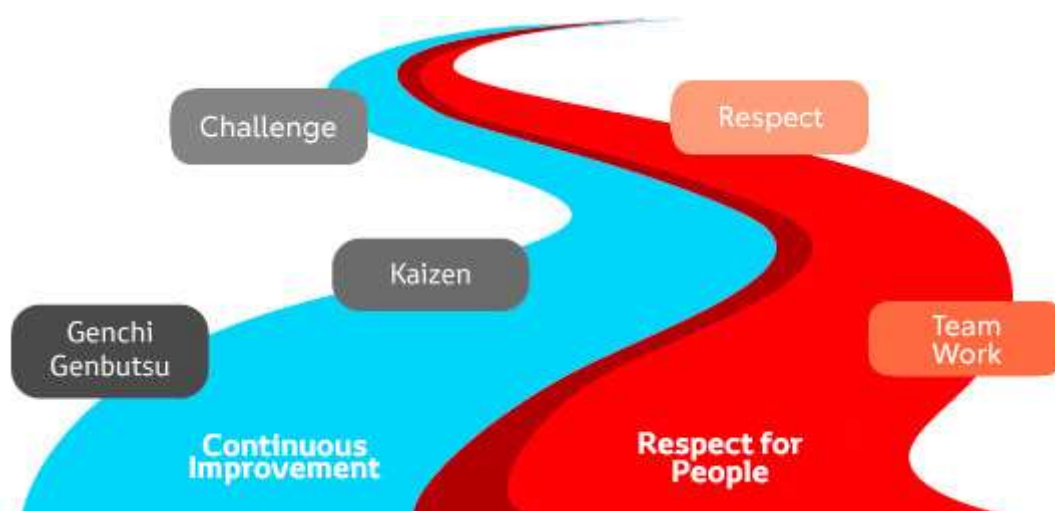 Challenge
Respect
Kaizen
Genchi
Genbutsu
Team
Work
Continuous
Improvement
Respect for
People